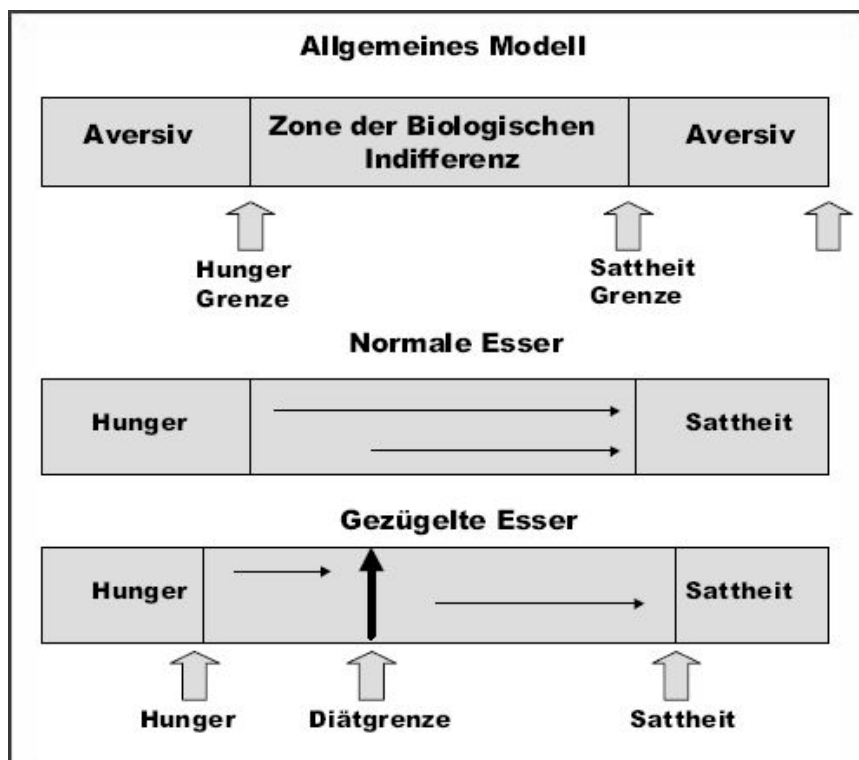 Allgemeines Modell
Aversiv
Zone der Biologischen
Indifferenz
Aversiv
Hunger
Grenze
Sattheit
Grenze
Normale Esser
Hunger
Sattheit
Gezügelte Esser
Hunger
Sattheit
Hunger
Diätgrenze
Sattheit